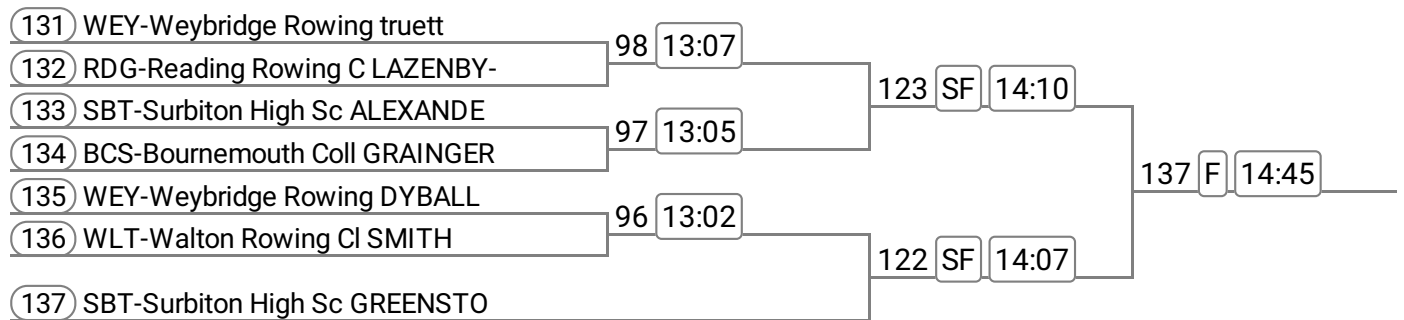 131 WEY-Weybridge Rowing truett
98 13:07
132 RDG-Reading Rowing C LAZENBY-
123 SF 14:10
133 SBT-Surbiton High Sc ALEXANDE
97 13:05
134 BCS-Bournemouth Coll GRAINGER
137 F 14:45
135 WEY-Weybridge Rowing DYBALL
96 13:02
136 WLT-Walton Rowing Cl SMITH
122 SF 14:07
137 SBT-Surbiton High Sc GREENSTO